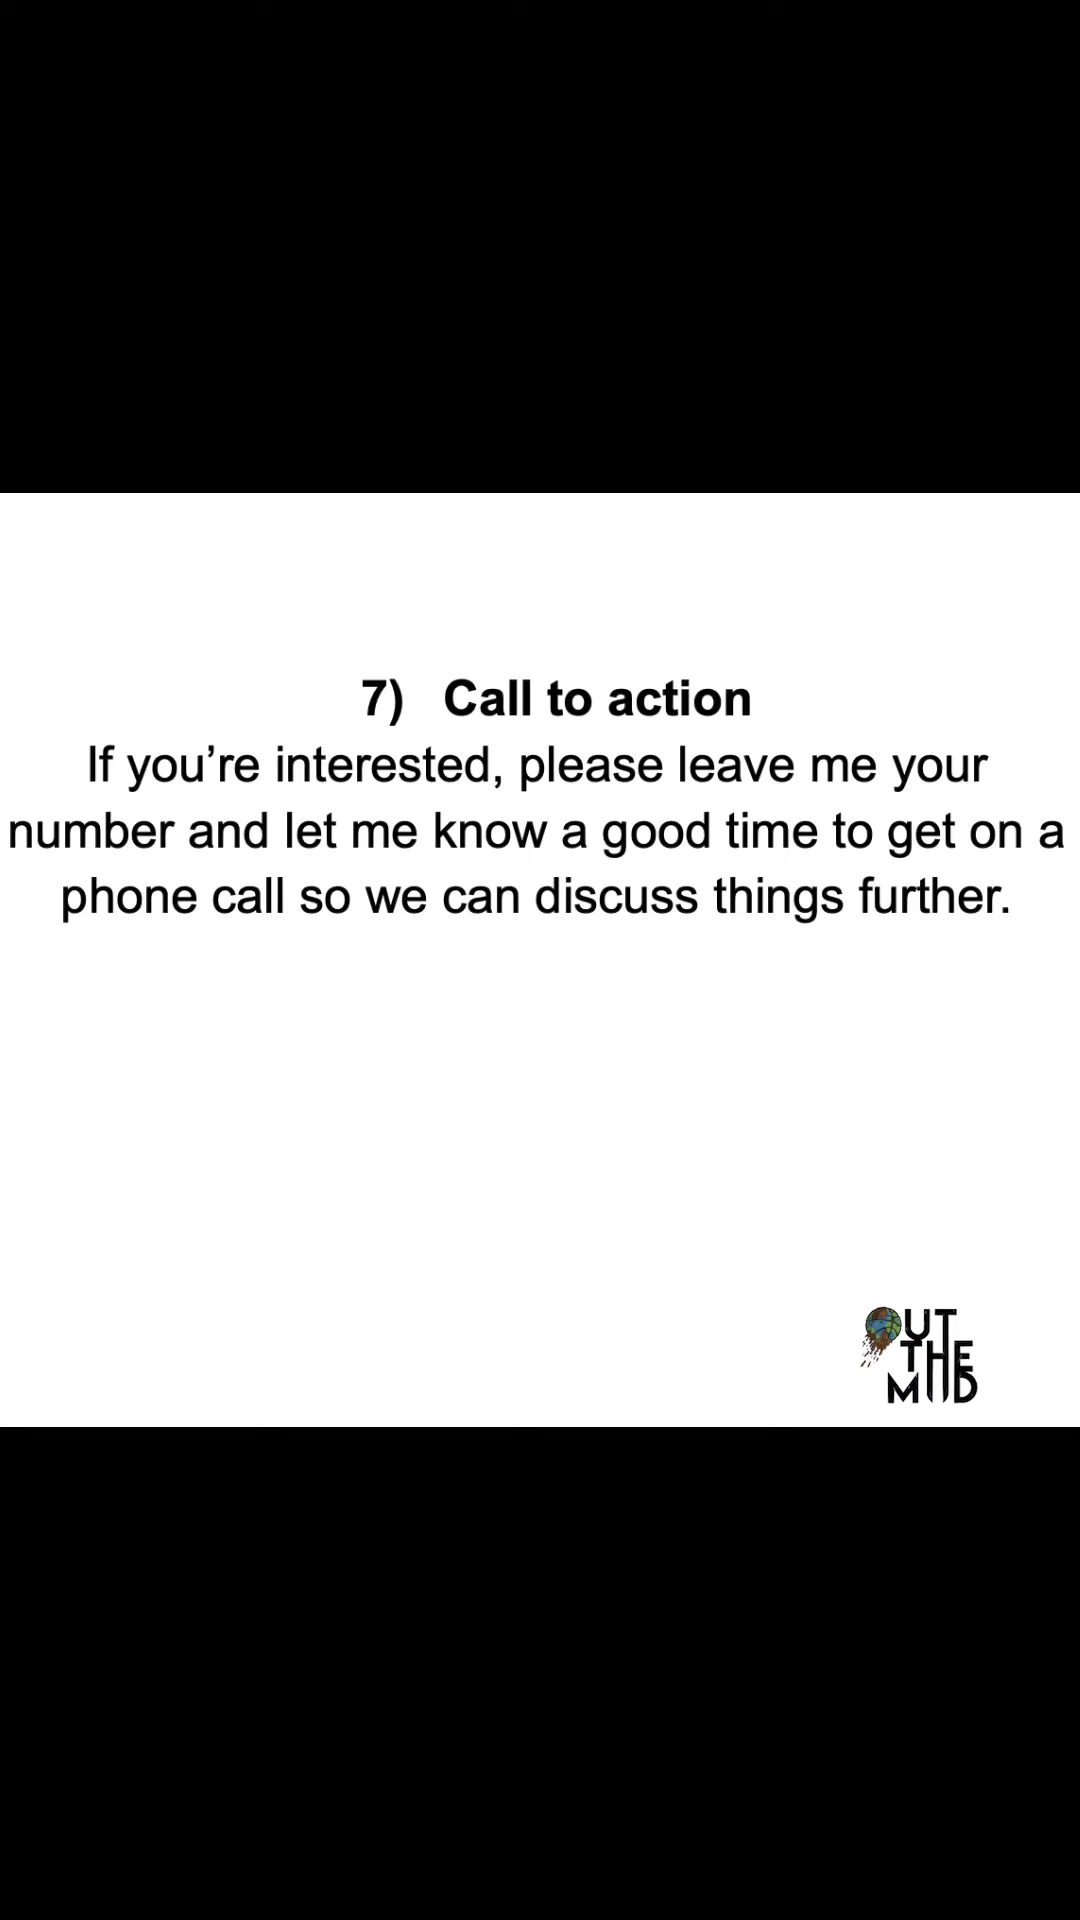 7) Call to action
If you’re interested, please leave me your
number and let me know a good time to get on a
phone call so we can discuss things further.
OUT
THE
MUD